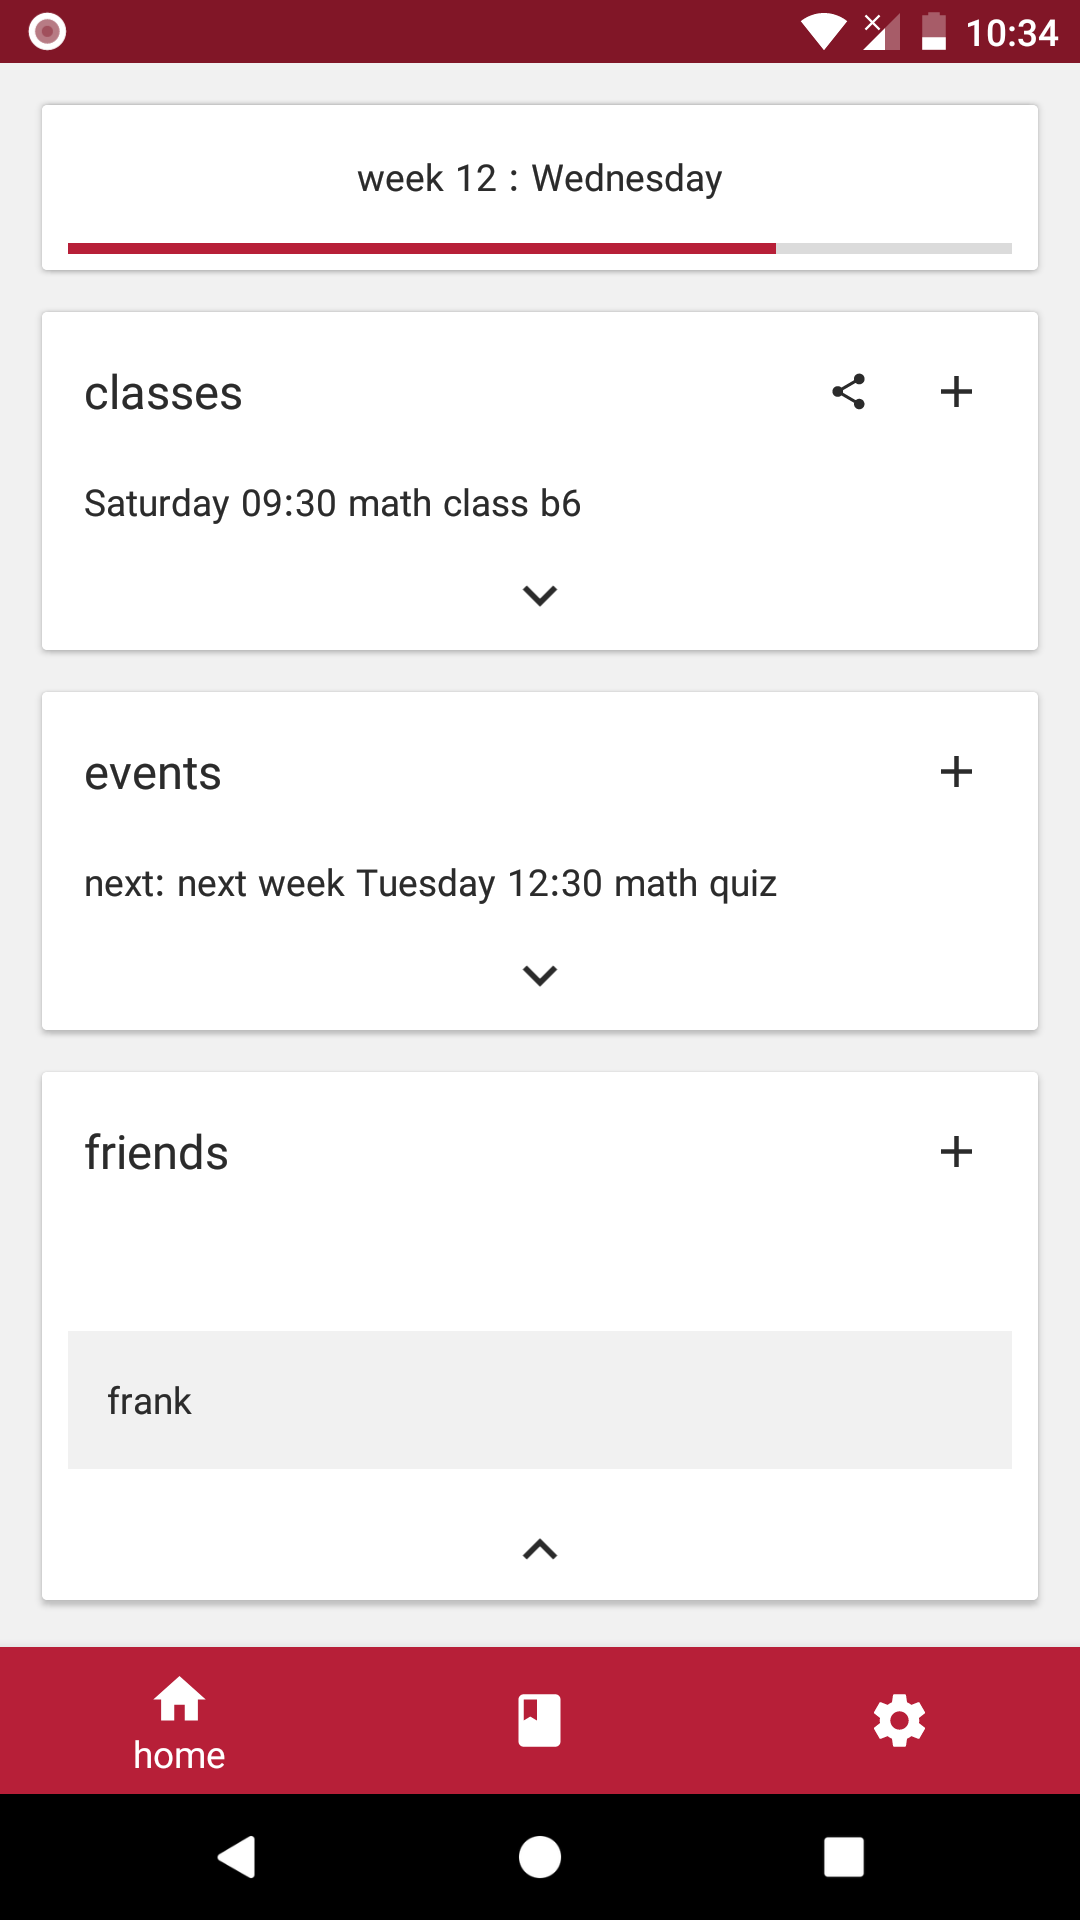 10:34
week 12 : Wednesday
classes
Saturday 09:30 math class b6
events
next: next week Tuesday 12:30 math quiz
friends
frank
home